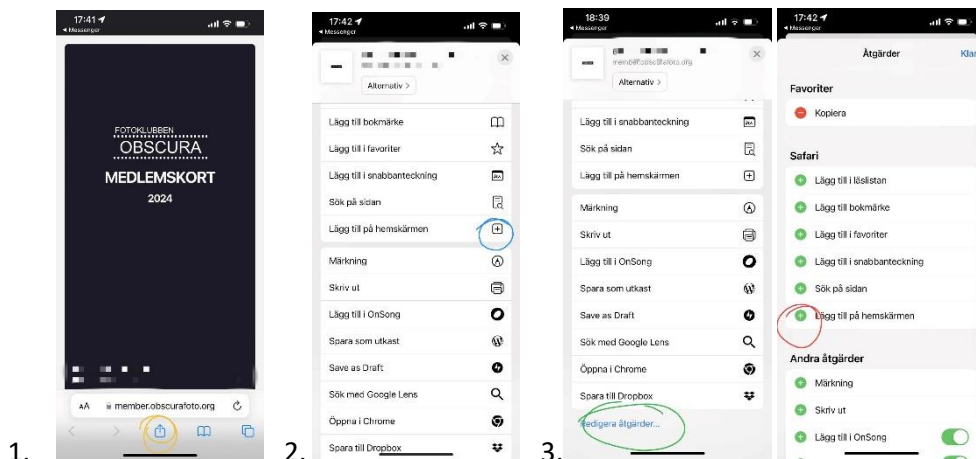 17:41
Messenger
FOTOKLUBBEN
OBSCURA
MEDLEMSKORT
2024
AA member.obscurafoto.org
1.
17:42
Messenger
Alternativ >
Lägg till bokmärke
Lägg till i favoriter
Lägg till i snabbanteckning
Sök på sidan
Lägg till på hemskärmen
Märkning
Skriv ut
Lägg till i OnSong
Spara som utkast
Save as Draft
Sök med Google Lens
Öppna i Chrome
Spara till Dropbox
2.
18:39
Messenger
member.obscurafoto.org
Alternativ >
Lägg till i snabbanteckning
Sök på sidan
Lägg till på hemskärmen
Märkning
Skriv ut
Lägg till i OnSong
Spara som utkast
Save as Draft
Sök med Google Lens
Öppna i Chrome
Spara till Dropbox
Redigera åtgärder...
3.
17:42
Messenger
Åtgärder Klar
Favoriter
Kopiera
Safari
Lägg till i läslistan
Lägg till bokmärke
Lägg till i favoriter
Lägg till i snabbanteckning
Sök på sidan
Lägg till på hemskärmen
Andra åtgärder
Märkning
Skriv ut
Lägg till i OnSong